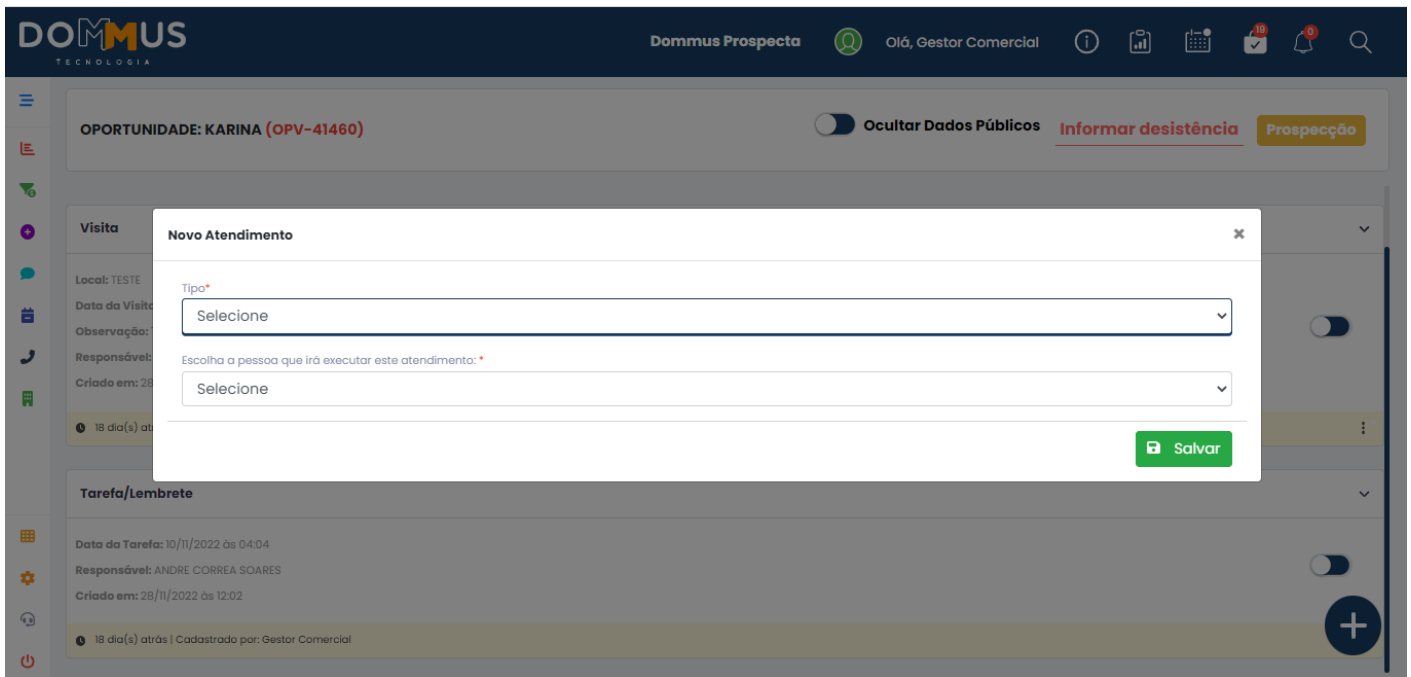 DOMMUS
TECNOLOGIA
Dommus Prospecta
Olá, Gestor Comercial
19
0
OPORTUNIDADE: KARINA (OPV-41460)
Ocultar Dados Públicos
Informar desistência
Prospecção
Visita
Novo Atendimento
Local: TESTE
Data da Visita
Observação:
Responsável:
Criado em: 28
18 dia(s)
Tipo*
Selecione
Escolha a pessoa que irá executar este atendimento: *
Selecione
Salvar
Tarefa/Lembrete
Data da Tarefa: 10/11/2022 às 04:04
Responsável: ANDRE CORREA SOARES
Criado em: 28/11/2022 às 12:02
18 dia(s) atrás | Cadastrado por: Gestor Comercial